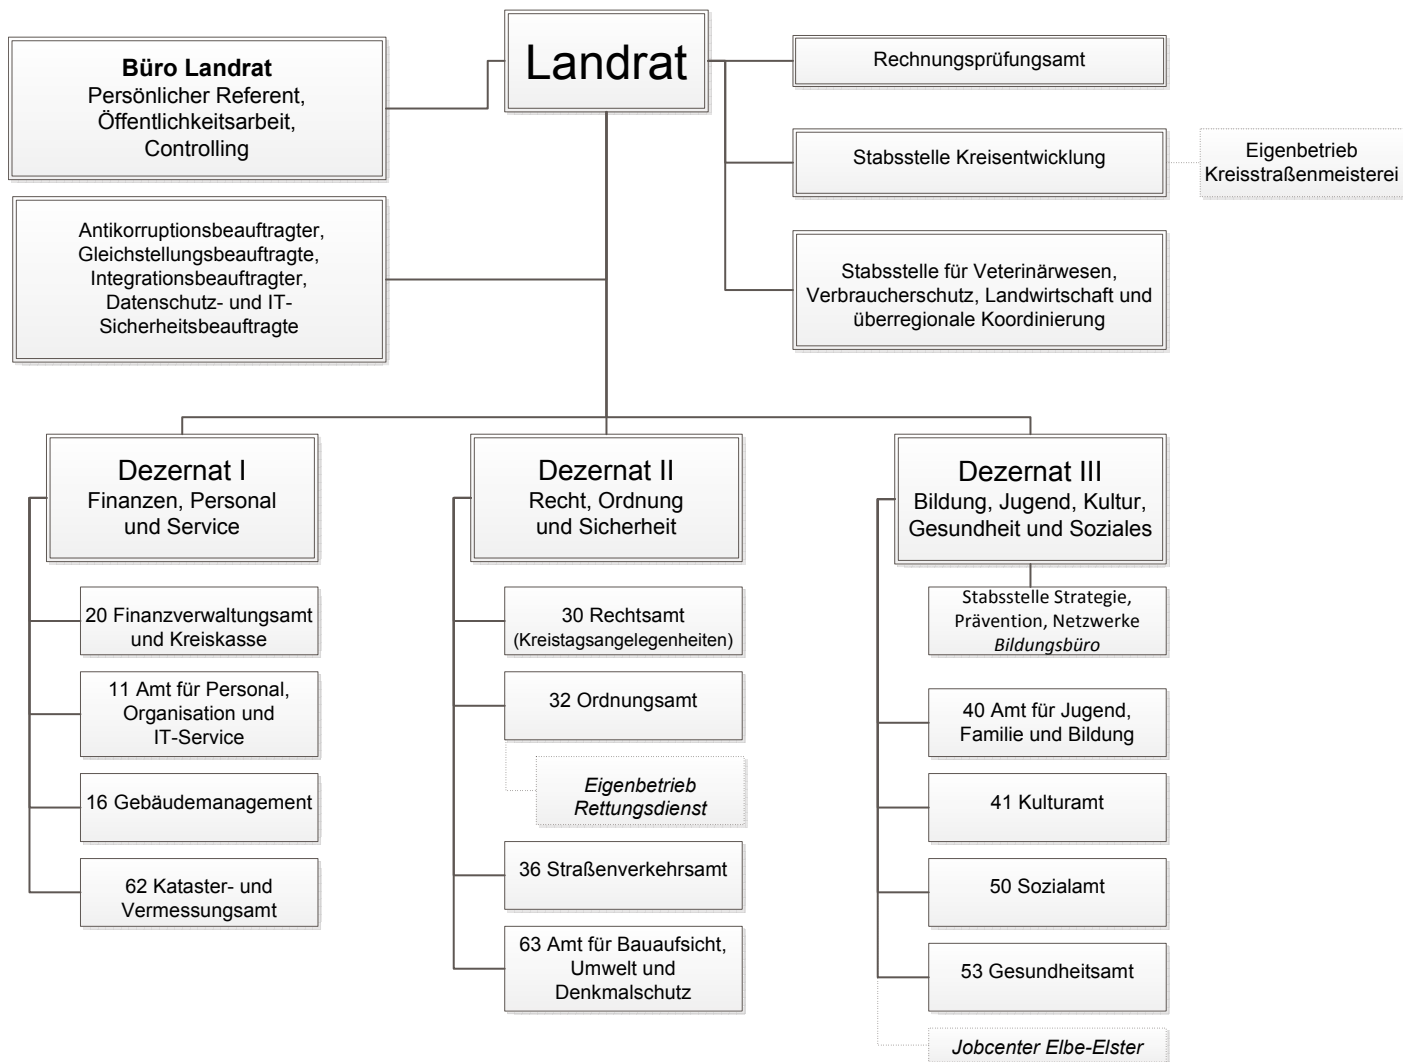 Landrat
Büro Landrat
Persönlicher Referent,
Öffentlichkeitsarbeit,
Controlling
Antikorruptionsbeauftragter,
Gleichstellungsbeauftragte,
Integrationsbeauftragter,
Datenschutz- und IT-
Sicherheitsbeauftragte
Rechnungsprüfungsamt
Stabsstelle Kreisentwicklung
Eigenbetrieb
Kreisstraßenmeisterei
Stabsstelle für Veterinärwesen,
Verbraucherschutz, Landwirtschaft und
überregionale Koordinierung
Dezernat I
Finanzen, Personal
und Service
20 Finanzverwaltungsamt
und Kreiskasse
11 Amt für Personal,
Organisation und
IT-Service
16 Gebäudemanagement
62 Kataster- und
Vermessungsamt
Dezernat II
Recht, Ordnung
und Sicherheit
30 Rechtsamt
(Kreistagsangelegenheiten)
32 Ordnungsamt
Eigenbetrieb
Rettungsdienst
36 Straßenverkehrsamt
63 Amt für Bauaufsicht,
Umwelt und
Denkmalschutz
Dezernat III
Bildung, Jugend, Kultur,
Gesundheit und Soziales
Stabsstelle Strategie,
Prävention, Netzwerke
Bildungsbüro
40 Amt für Jugend,
Familie und Bildung
41 Kulturamt
50 Sozialamt
53 Gesundheitsamt
Jobcenter Elbe-Elster